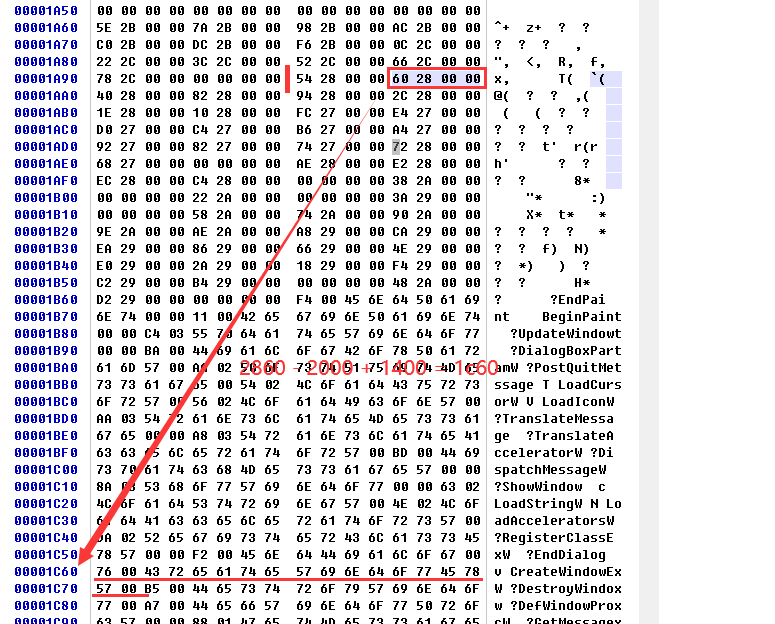 00001A50 00 00 00 00 00 00 00 00 00 00 00 00 00 00 00 00
00001A60 5E 2B 00 00 7A 2B 00 00 98 2B 00 00 AC 2B 00 00 ^+ z+ ? ?
00001A70 C0 2B 00 00 DC 2B 00 00 F6 2B 00 00 0C 2C 00 00 ? ? ? ,
00001A80 22 2C 00 00 3C 2C 00 00 52 2C 00 00 66 2C 00 00 ", <, R, f,
00001A90 78 2C 00 00 00 00 00 00 54 28 00 00 60 28 00 00 x, T( `(
00001AA0 40 28 00 00 82 28 00 00 94 28 00 00 2C 28 00 00 @( ? ? ,(
00001AB0 1E 28 00 00 10 28 00 00 FC 27 00 00 E4 27 00 00 ( ( ? ?
00001AC0 D0 27 00 00 C4 27 00 00 B6 27 00 00 A4 27 00 00 ? ? ? ?
00001AD0 92 27 00 00 82 27 00 00 74 27 00 00 72 28 00 00 ? ? t' r(r
00001AE0 68 27 00 00 00 00 00 00 AE 28 00 00 E2 28 00 00 h' ? ?
00001AF0 EC 28 00 00 C4 28 00 00 00 00 00 00 38 2A 00 00 ? ? 8*
00001B00 00 00 00 00 22 2A 00 00 00 00 00 00 3A 29 00 00 "* :)
00001B10 00 00 00 00 58 2A 00 00 74 2A 00 00 90 2A 00 00 X* t* *
00001B20 9E 2A 00 00 AE 2A 00 00 A8 29 00 00 CA 29 00 00 ? ? ? ? *
00001B30 EA 29 00 00 86 29 00 00 66 29 00 00 4E 29 00 00 ? ? f) N)
00001B40 E0 29 00 00 2A 29 00 00 18 29 00 00 F4 29 00 00 ? *) ) ?
00001B50 C2 29 00 00 B4 29 00 00 00 00 00 00 48 2A 00 00 ? ? H*
00001B60 D2 29 00 00 00 00 00 00 F4 00 45 6E 64 50 61 69 ? ?EndPai
00001B70 6E 74 00 00 11 00 42 65 67 69 6E 50 61 69 6E 74 nt BeginPaint
00001B80 00 00 C4 03 55 70 64 61 74 65 57 69 6E 64 6F 77 ?UpdateWindowt
00001B90 00 00 BA 00 44 69 61 6C 6F 67 42 6F 78 50 61 72 ?DialogBoxPart
00001BA0 61 6D 57 00 02 50 6F 73 74 51 75 69 74 4D 65 amW ?PostQuitMet
2860 - 2000 + 1400 = 1c60
00001BB0 73 73 61 67 65 00 54 02 4C 6F 61 64 43 75 72 73 ssage T LoadCurs
00001BC0 6F 72 57 00 56 02 4C 6F 61 64 49 63 6F 6E 57 00 orW V LoadIconW
00001BD0 AA 03 54 72 61 6E 73 6C 61 74 65 4D 65 73 73 61 ?TranslateMessa
00001BE0 67 65 00 00 A8 03 54 72 61 6E 73 6C 61 74 65 41 ge ?TranslateA
00001BF0 63 63 65 6C 65 72 61 74 6F 72 57 00 BD 00 44 69 cceleratorW ?Di
00001C00 73 70 61 74 63 68 4D 65 73 73 61 67 65 57 00 00 spatchMessageW
00001C10 8A 03 53 68 6F 77 57 69 6E 64 6F 77 00 00 63 02 ?ShowWindow c
00001C20 4C 6F 61 64 53 74 72 69 6E 67 57 00 4E 02 4C 6F LoadStringW N Lo
00001C30 61 64 41 63 63 65 6C 65 72 61 74 6F 72 73 57 00 adAcceleratorsW
00001C40 DA 02 52 65 67 69 73 74 65 72 43 6C 61 73 73 45 ?RegisterClassE
00001C50 78 57 00 00 F2 00 45 6E 64 44 69 61 6C 6F 67 00 xW ?EndDialog
00001C60 76 00 43 72 65 61 74 65 57 69 6E 64 6F 77 45 78 v CreateWindowEx
00001C70 57 00 B5 00 44 65 73 74 72 6F 79 57 69 6E 64 6F W ?DestroyWindow
00001C80 77 00 A7 00 44 65 66 57 69 6E 64 6F 77 50 72 6F w ?DefWindowProx
00001C90 63 57 00 00 88 01 47 65 74 4D 65 73 73 61 67 65 cW ?GetMessagex